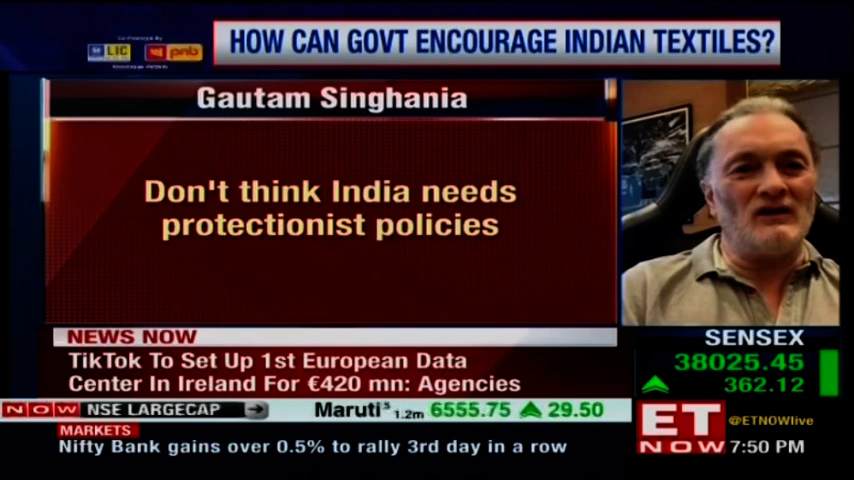 Co-Powered By
LIC
pnb
HOW CAN GOVT ENCOURAGE INDIAN TEXTILES?
Gautam Singhania
Don't think India needs
protectionist policies
NEWS NOW
TikTok To Set Up 1st European Data
Center In Ireland For €420 mn: Agencies
SENSEX
38025.45
362.12
NOW NSE LARGECAP
Maruti S 1.2m 6555.75 29.50
MARKETS
Nifty Bank gains over 0.5% to rally 3rd day in a row
ET
NOW
@ETNOWlive
7:50 PM